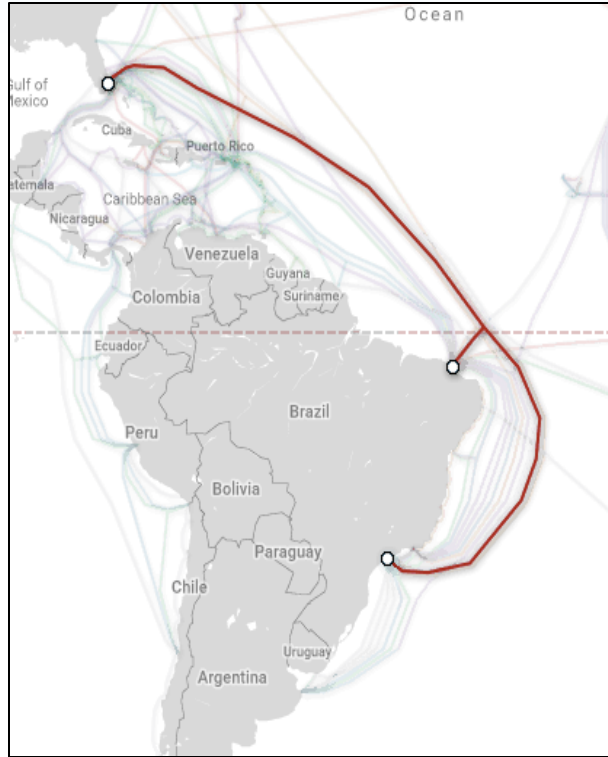 Ocean
Gulf of
Mexico
Cuba
Puerto Rico
atemala
Caribbean Sea
Nicaragua
Venezuela
Guyana
Colombia
Suriname
Ecuador
Brazil
Peru
Bolivia
Paraguay
Chile
Uruguay
Argentina